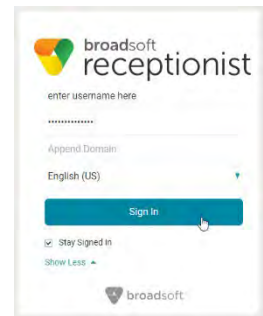 broadsoft
receptionist
enter username here
••••••••••••••
Append Domain
English (US)
Sign In
Stay Signed In
Show Less
broadsoft